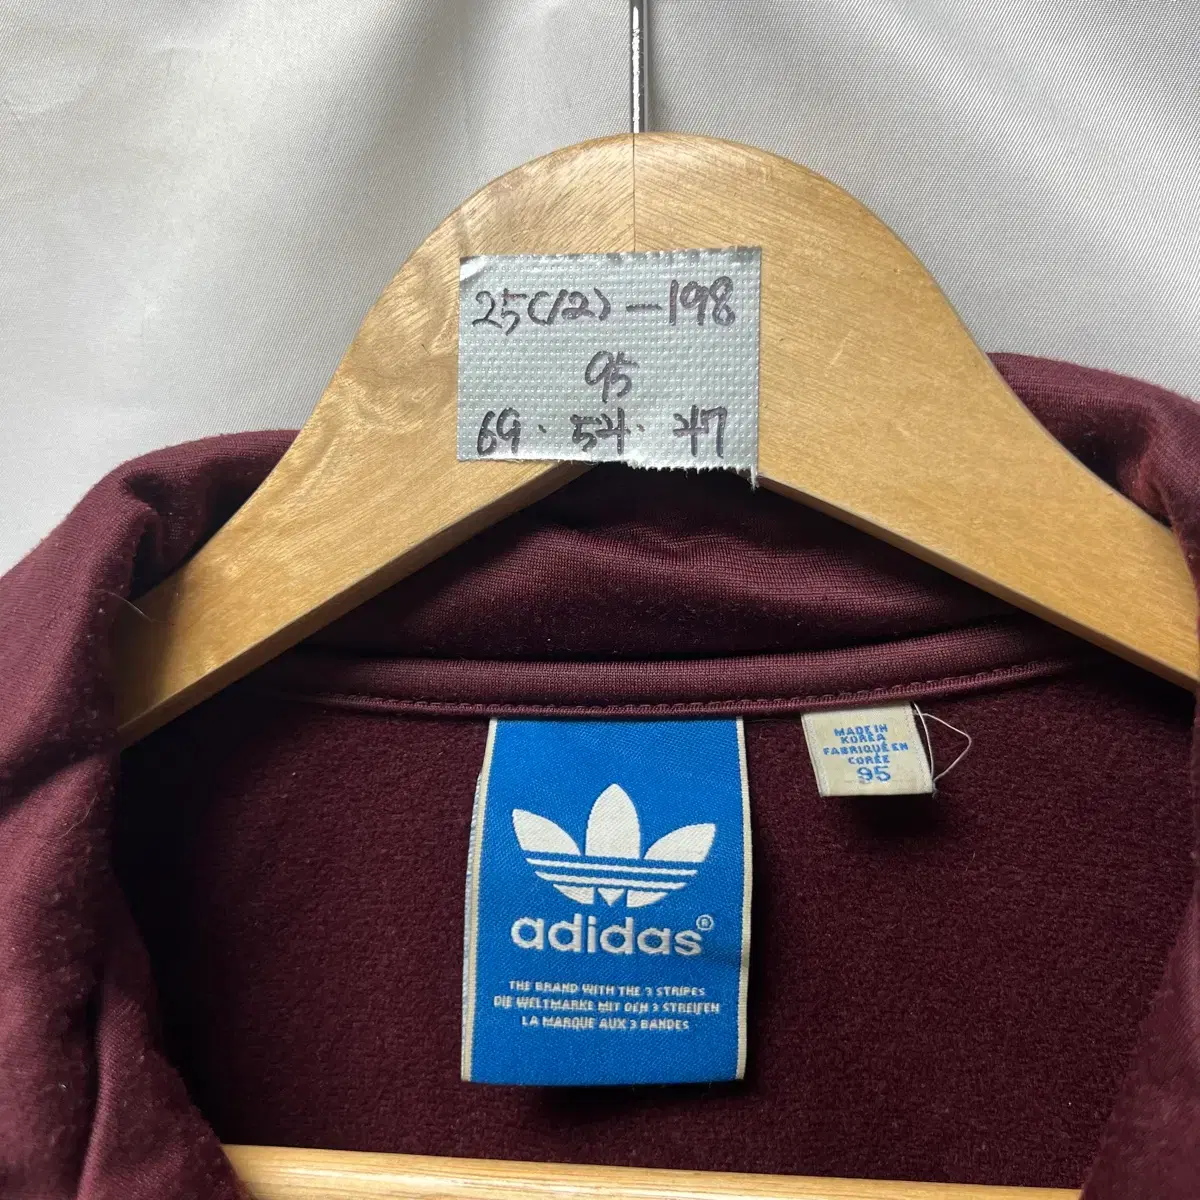 25(12)-198
95
69. 54. 47
MADE IN
KOREA
FABRIQUÉ EN
CORÉE
95
adidas®
THE BRAND WITH THE 3 STRIPES
DIE WELTMARKE MIT DEN 3 STREIFEN
LA MARQUE AUX 3 BANDES